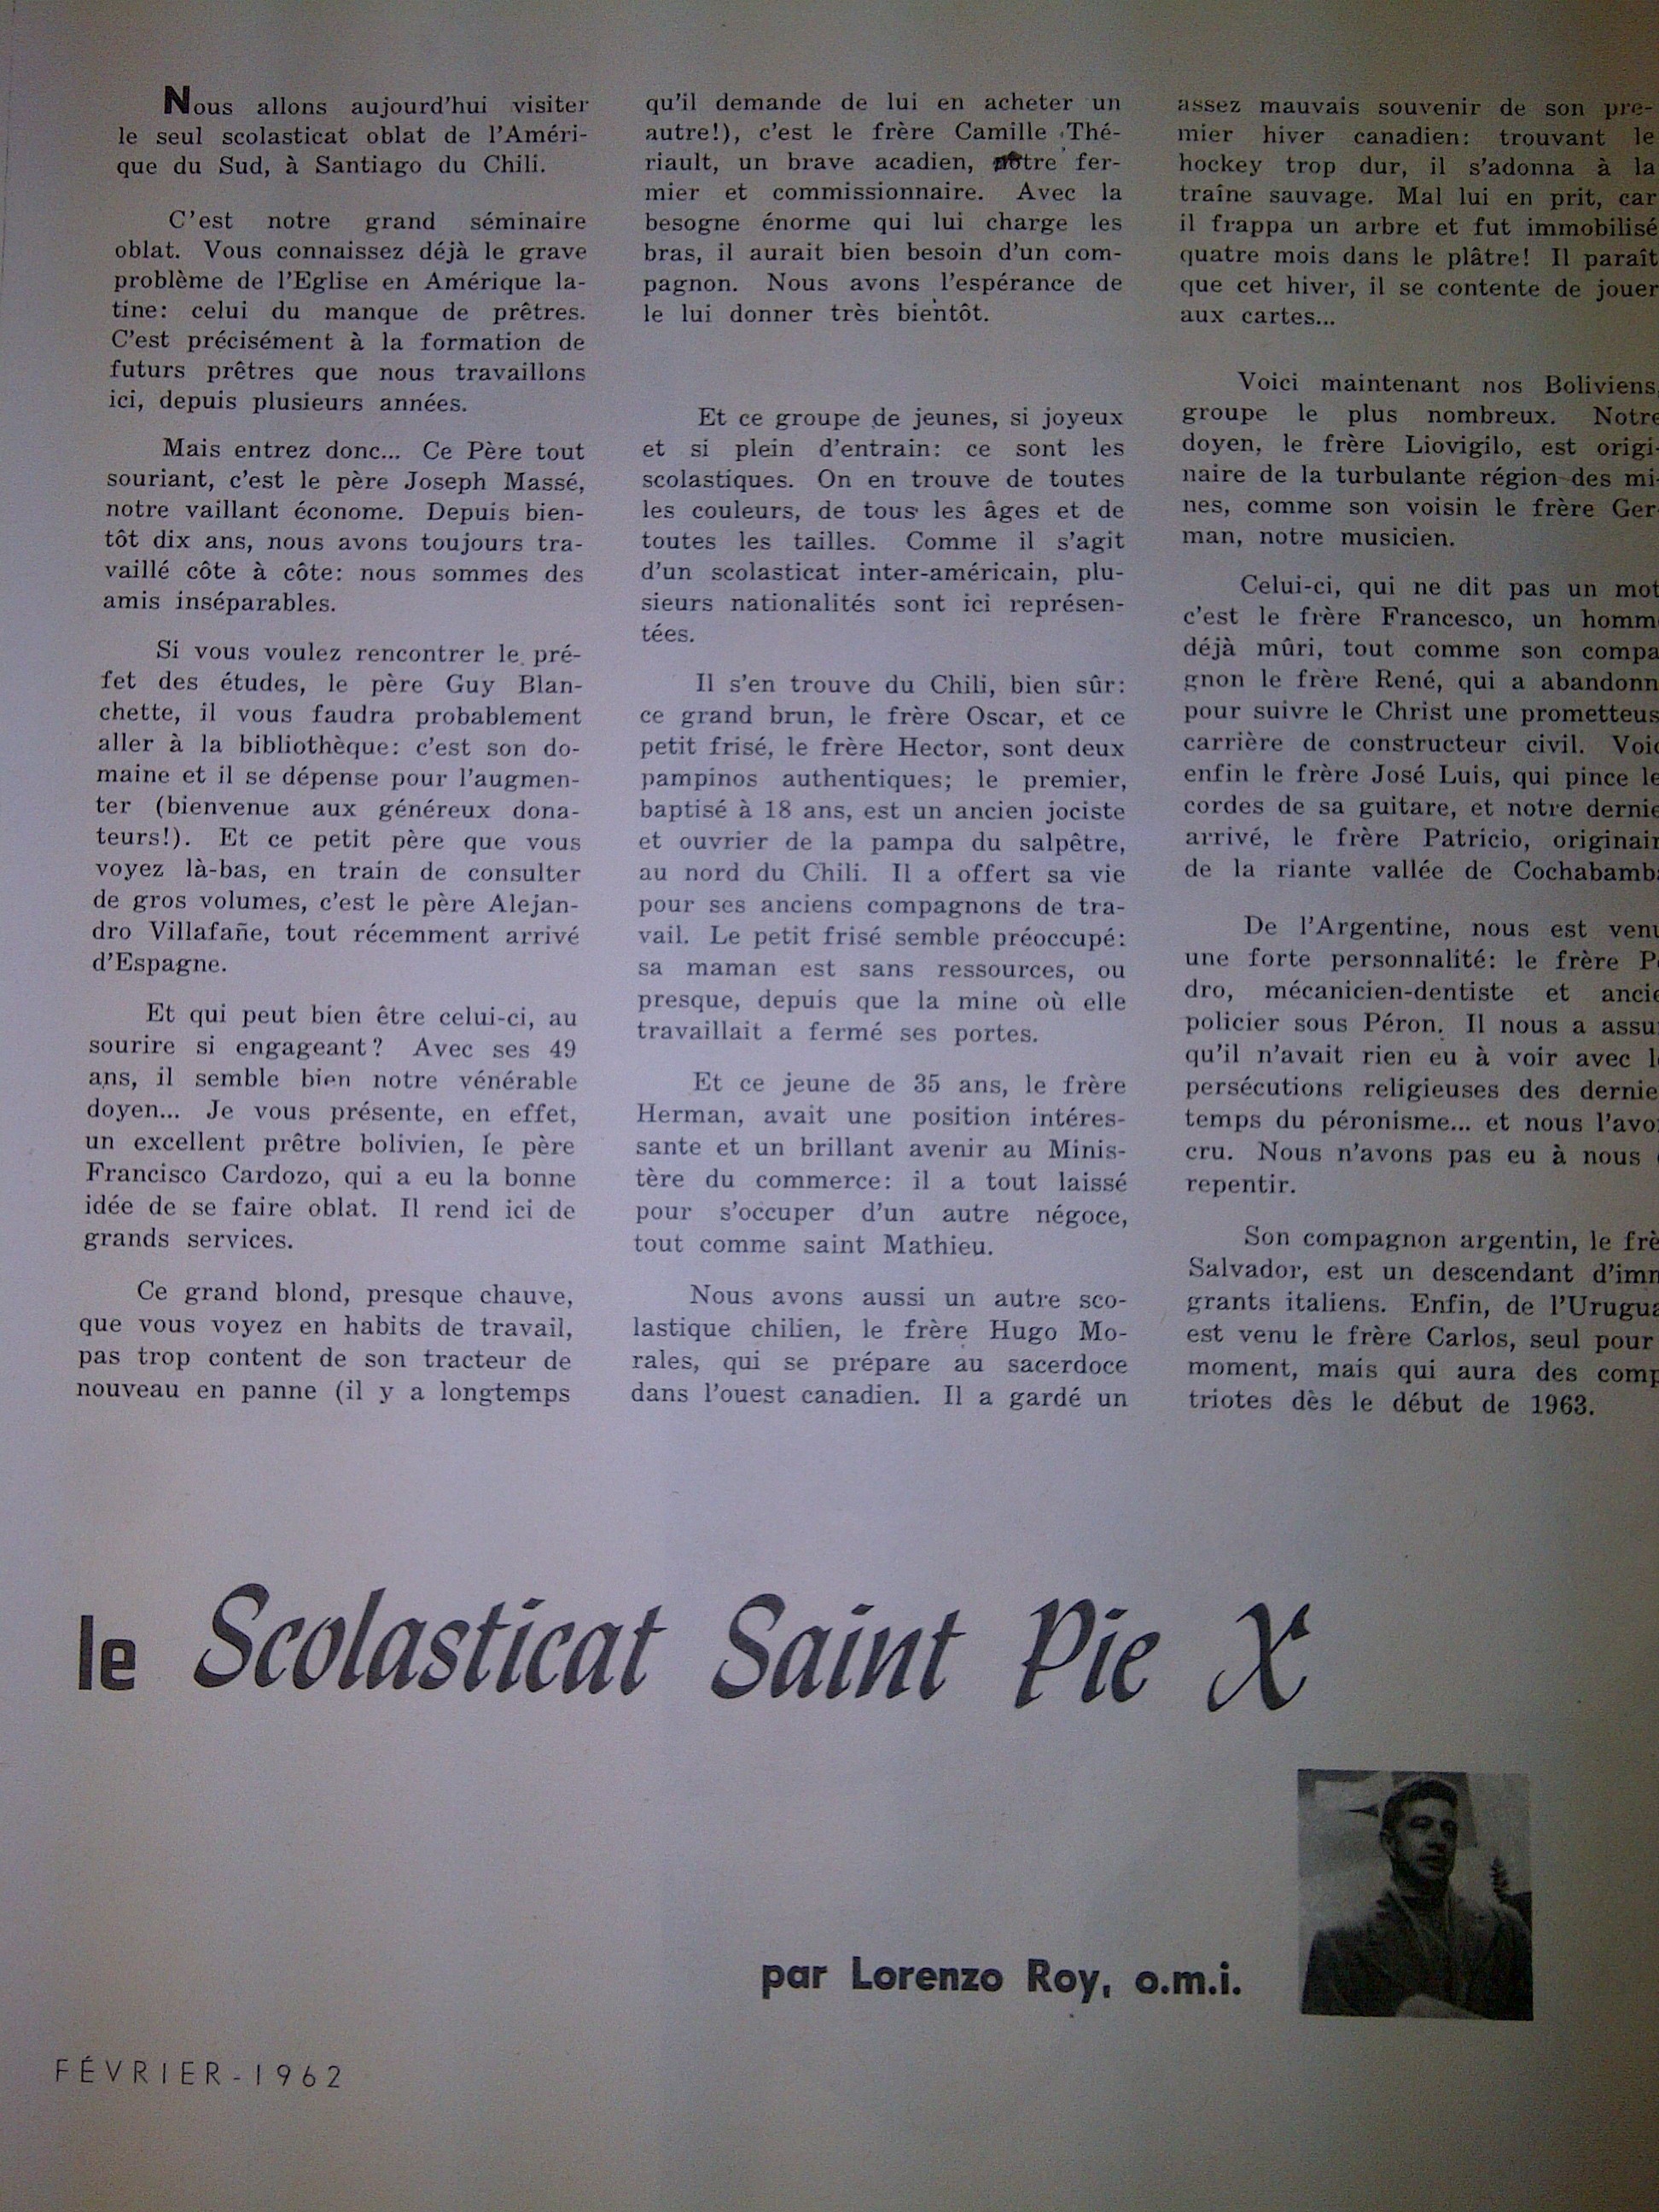 Nous allons aujourd'hui visiter
le seul scolasticat oblat de l'Améri-
que du Sud, à Santiago du Chili.
C'est notre grand séminaire
oblat. Vous connaissez déjà le grave
problème de l'Eglise en Amérique la-
tine: celui du manque de prêtres.
C'est précisément à la formation de
futurs prêtres que nous travaillons
ici, depuis plusieurs années.
Mais entrez donc... Ce Père tout
souriant, c'est le père Joseph Massé,
notre vaillant économe. Depuis bien-
tôt dix ans, nous avons toujours tra-
vaillé côte à côte: nous sommes des
amis inséparables.
Si vous voulez rencontrer le pré-
fet des études, le père Guy Blan-
chette, il vous faudra probablement
aller à la bibliothèque: c'est son do-
maine et il se dépense pour l'augmen-
ter (bienvenue aux généreux dona-
teurs!). Et ce petit père que vous
voyez là-bas, en train de consulter
de gros volumes, c'est le père Alejan-
dro Villafañe, tout récemment arrivé
d'Espagne.
Et qui peut bien être celui-ci, au
sourire si engageant? Avec ses 49
ans, il semble bien notre vénérable
doyen... Je vous présente, en effet,
un excellent prêtre bolivien, le père
Francisco Cardozo, qui a eu la bonne
idée de se faire oblat. Il rend ici de
grands services.
Ce grand blond, presque chauve,
que vous voyez en habits de travail,
pas trop content de son tracteur de
nouveau en panne (il y a longtemps
qu'il demande de lui en acheter un
autre!), c'est le frère Camille Thé-
riault, un brave acadien, notre fer-
mier et commissionnaire. Avec la
besogne énorme qui lui charge les
bras, il aurait bien besoin d'un com-
pagnon. Nous avons l'espérance de
le lui donner très bientôt.
Et ce groupe de jeunes, si joyeux
et si plein d'entrain: ce sont les
scolastiques. On en trouve de toutes
les couleurs, de tous les âges et de
toutes les tailles. Comme il s'agit
d'un scolasticat inter-américain, plu-
sieurs nationalités sont ici représen-
tées.
Il s'en trouve du Chili, bien sûr:
ce grand brun, le frère Oscar, et ce
petit frisé, le frère Hector, sont deux
pampinos authentiques; le premier,
baptisé à 18 ans, est un ancien jociste
et ouvrier de la pampa du salpêtre,
au nord du Chili. Il a offert sa vie
pour ses anciens compagnons de tra-
vail. Le petit frisé semble préoccupé:
sa maman est sans ressources, ou
presque, depuis que la mine où elle
travaillait a fermé ses portes.
Et ce jeune de 35 ans, le frère
Herman, avait une position intéres-
sante et un brillant avenir au Minis-
tère du commerce: il a tout laissé
pour s'occuper d'un autre négoce,
tout comme saint Mathieu.
Nous avons aussi un autre sco-
lastique chilien, le frère Hugo Mo-
rales, qui se prépare au sacerdoce
dans l'ouest canadien. Il a gardé un
assez mauvais souvenir de son pre-
mier hiver canadien: trouvant le
hockey trop dur, il s'adonna à la
traîne sauvage. Mal lui en prit, car
il frappa un arbre et fut immobilisé
quatre mois dans le plâtre! Il paraît
que cet hiver, il se contente de jouer
aux cartes...
Voici maintenant nos Boliviens,
groupe le plus nombreux. Notre
doyen, le frère Liovigilo, est origi-
naire de la turbulante région des mi-
nes, comme son voisin le frère Ger-
man, notre musicien.
Celui-ci, qui ne dit pas un mot
c'est le frère Francesco, un homm
déjà mûri, tout comme son compa
gnon le frère René, qui a abandonn
pour suivre le Christ une prometteus
carrière de constructeur civil. Voic
enfin le frère José Luis, qui pince le
cordes de sa guitare, et notre dernie
arrivé, le frère Patricio, originair
de la riante vallée de Cochabamb
De l'Argentine, nous est venu
une forte personnalité: le frère Pe
dro, mécanicien-dentiste et ancie
policier sous Péron. Il nous a assu
qu'il n'avait rien eu à voir avec l
persécutions religieuses des dernie
temps du péronisme... et nous l'avo
cru. Nous n'avons pas eu à nous
repentir.
Son compagnon argentin, le frè
Salvador, est un descendant d'imm
grants italiens. Enfin, de l'Urugua
est venu le frère Carlos, seul pour
moment, mais qui aura des comp
triotes dès le début de 1963.
le Scolasticat Saint Pie X
par Lorenzo Roy, o.m.i.
FÉVRIER-1962